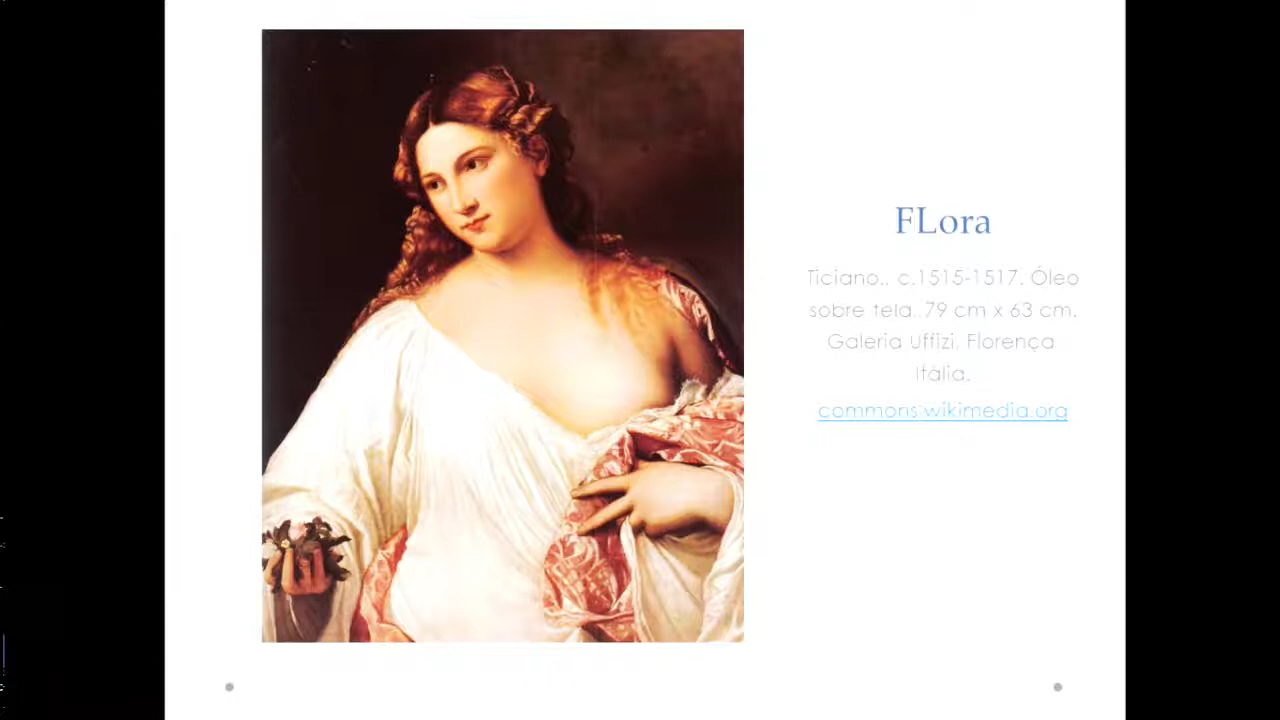 FLora
Ticiano., c.1515-1517. Óleo
sobre tela. 79 cm x 63 cm.
Galeria Uffizi. Florença
Itália.
commons.wikimedia.org